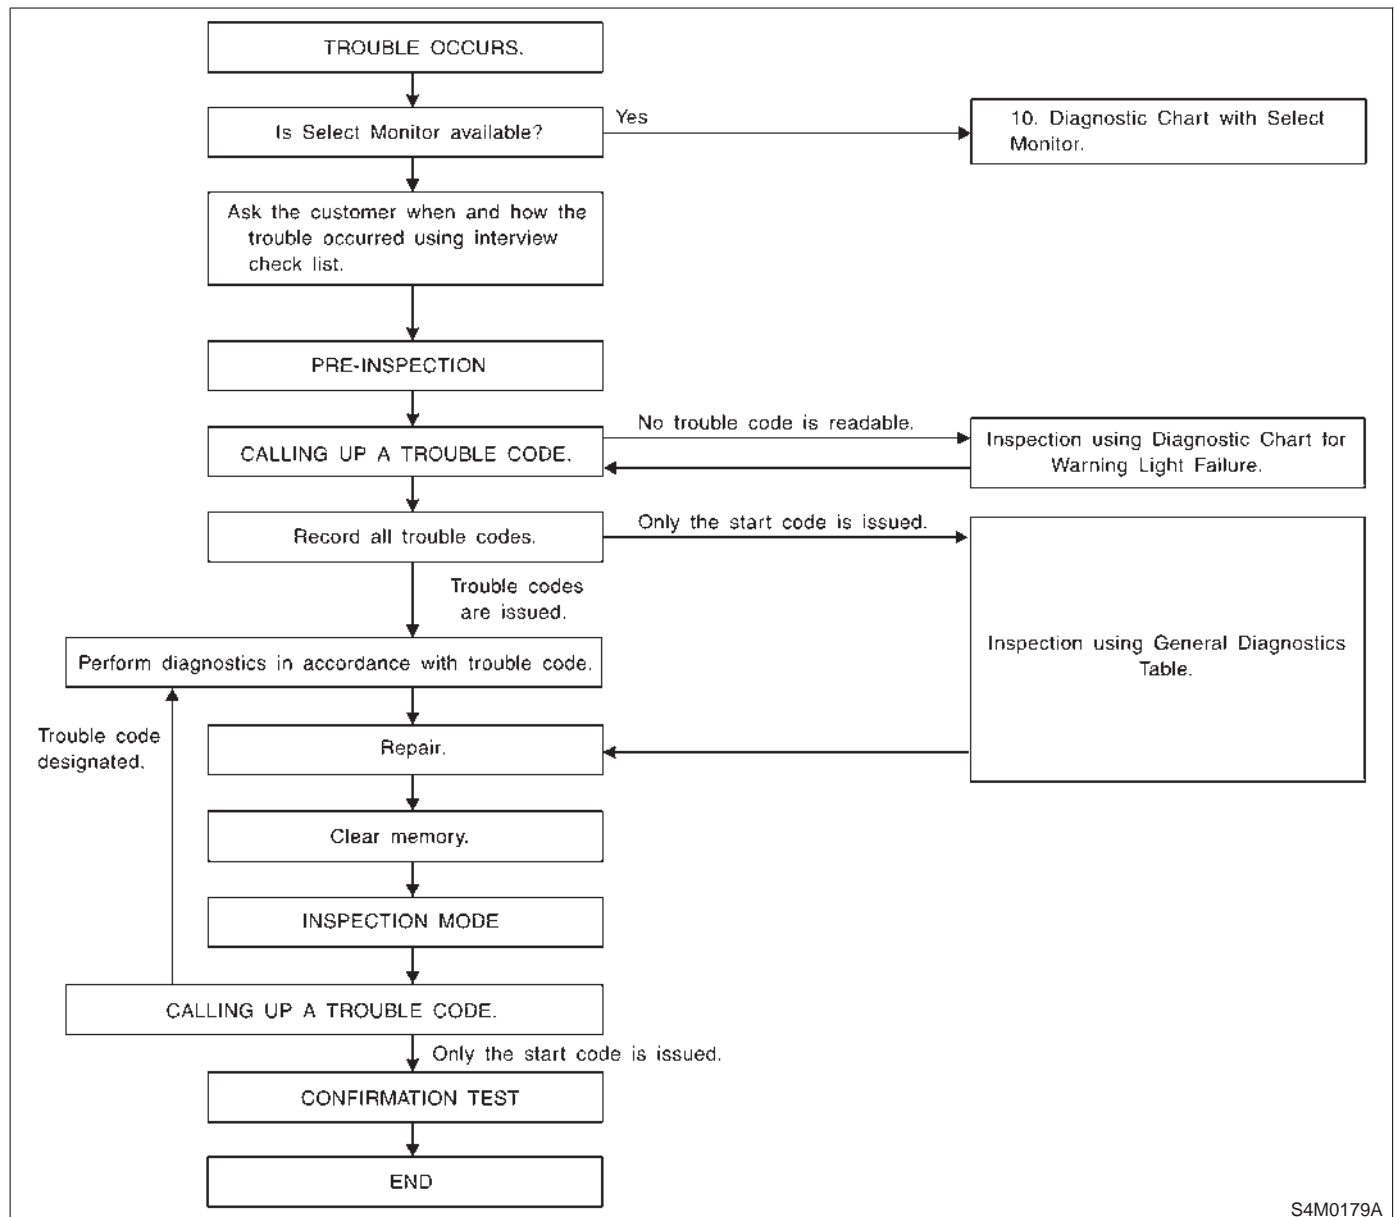 TROUBLE OCCURS.
Is Select Monitor available?
Yes
10. Diagnostic Chart with Select
Monitor.
Ask the customer when and how the
trouble occurred using interview
check list.
PRE-INSPECTION
CALLING UP A TROUBLE CODE.
No trouble code is readable.
Inspection using Diagnostic Chart for
Warning Light Failure.
Record all trouble codes.
Only the start code is issued.
Inspection using General Diagnostics
Table.
Trouble codes
are issued.
Perform diagnostics in accordance with trouble code.
Trouble code
designated.
Repair.
Clear memory.
INSPECTION MODE
CALLING UP A TROUBLE CODE.
Only the start code is issued.
CONFIRMATION TEST
END
S4M0179A